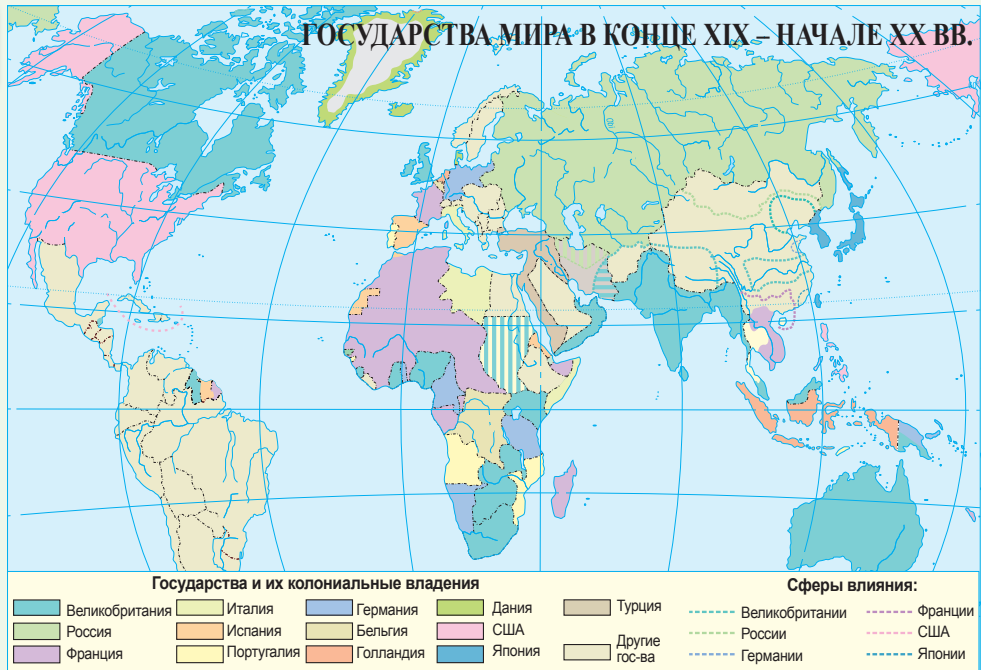 ГОСУДАРСТВА МИРА В КОНЦЕ XIX – НАЧАЛЕ XX ВВ.
Государства и их колониальные владения
Великобритания
Россия
Франция
Италия
Испания
Португалия
Германия
Бельгия
Голландия
Дания
США
Япония
Турция
Другие
гос-ва
Сферы влияния:
Великобритании
России
Германии
Франции
США
Японии